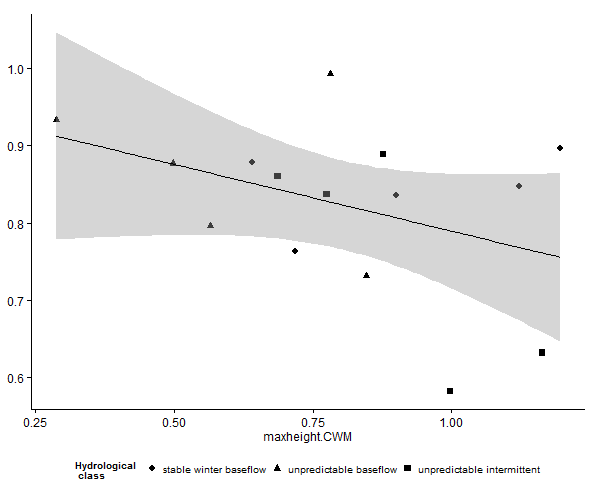 1.0
0.9
0.8
0.7
0.6
0.25 0.50 0.75 1.00
maxheight.CWM
Hydrological
class
stable winter baseflow unpredictable baseflow unpredictable intermittent